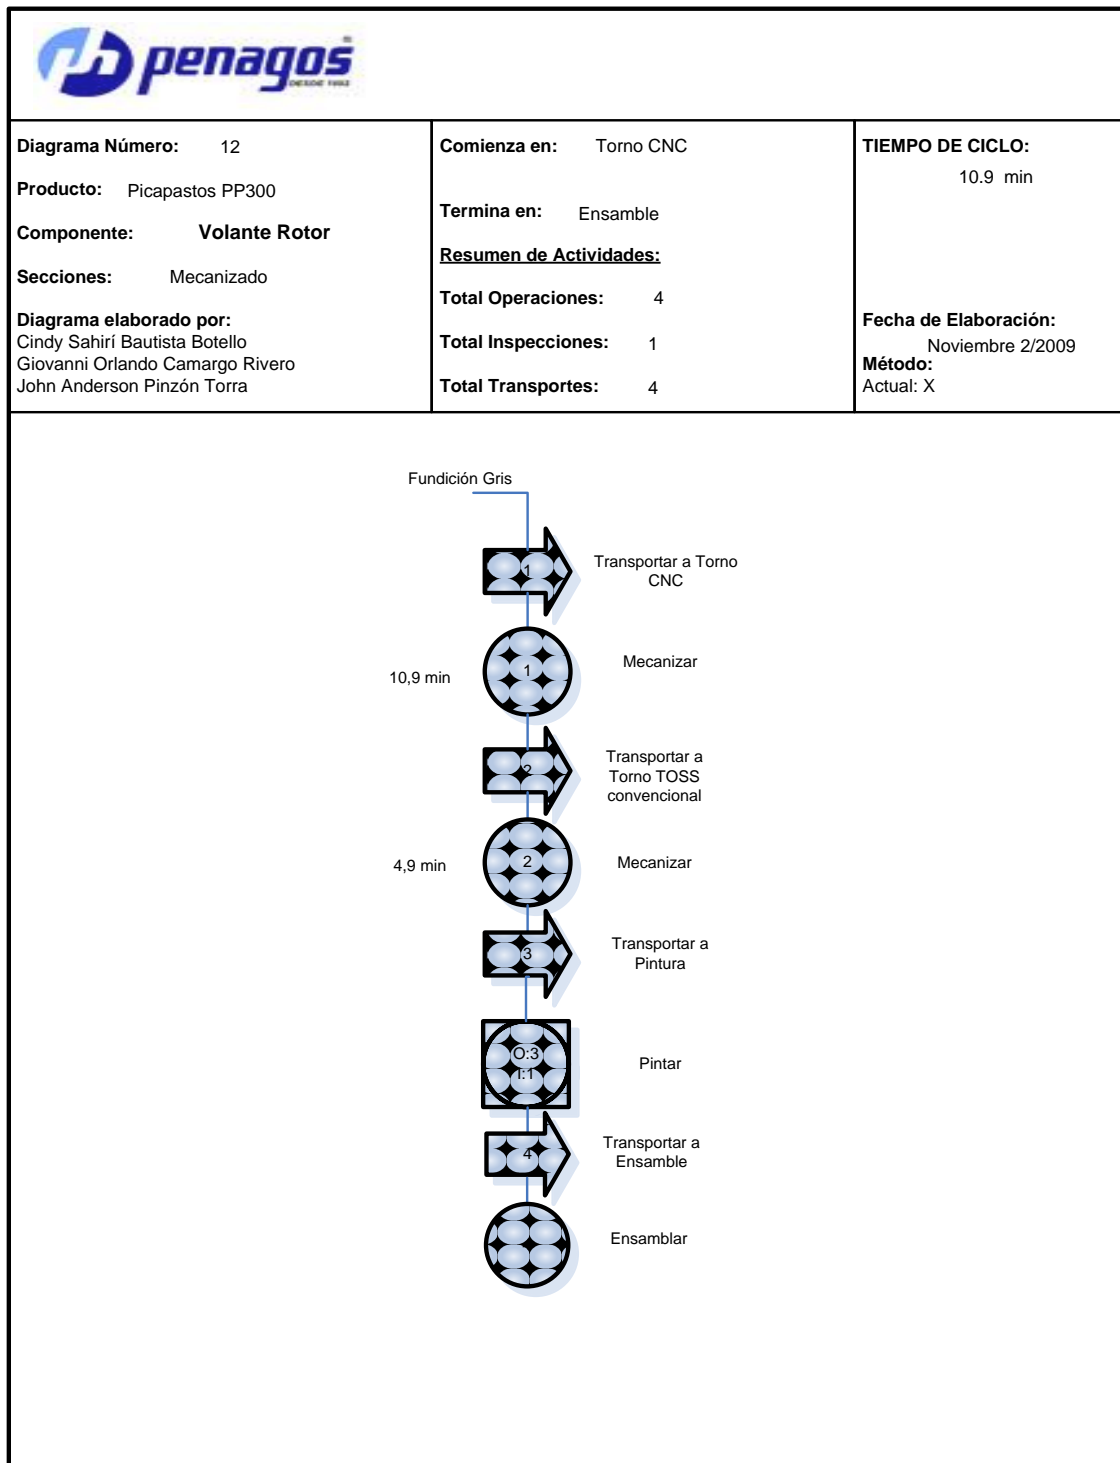 penagos
DESDE 1892
Diagrama Número: 12
Producto: Picapastos PP300
Componente: Volante Rotor
Secciones: Mecanizado
Diagrama elaborado por:
Cindy Sahirí Bautista Botello
Giovanni Orlando Camargo Rivero
John Anderson Pinzón Torra
Comienza en: Torno CNC
Termina en: Ensamble
Resumen de Actividades:
Total Operaciones: 4
Total Inspecciones: 1
Total Transportes: 4
TIEMPO DE CICLO:
10.9 min
Fecha de Elaboración:
Noviembre 2/2009
Método:
Actual: X
Fundición Gris
1
Transportar a Torno
CNC
10,9 min
1
Mecanizar
2
Transportar a
Torno TOSS
convencional
4,9 min
2
Mecanizar
3
Transportar a
Pintura
O:3
I:1
Pintar
4
Transportar a
Ensamble
Ensamblar